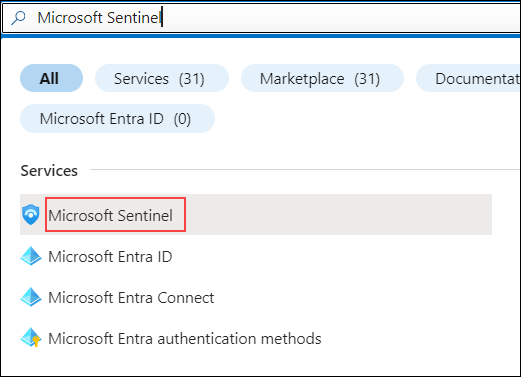 Microsoft Sentinel
All Services (31) Marketplace (31) Documentat
Microsoft Entra ID (0)
Services
Microsoft Sentinel
Microsoft Entra ID
Microsoft Entra Connect
Microsoft Entra authentication methods